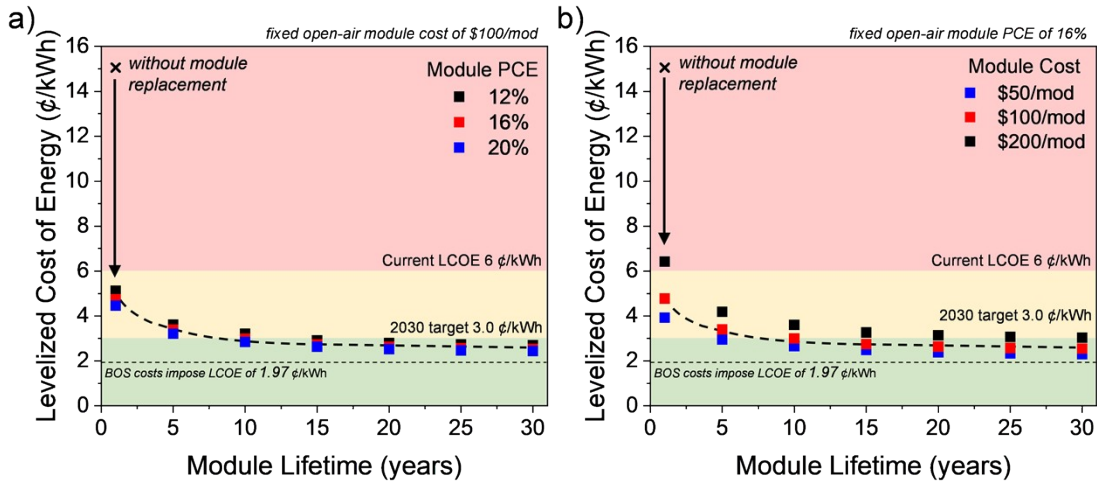 a)
fixed open-air module cost of $100/mod
Levelized Cost of Energy (¢/kWh)
16
14
12
10
8
6
4
2
0
without module
replacement
Module PCE
12%
16%
20%
Current LCOE 6 ¢/kWh
2030 target 3.0 ¢/kWh
BOS costs impose LCOE of 1.97 ¢/kWh
0 5 10 15 20 25 30
Module Lifetime (years)
b)
fixed open-air module PCE of 16%
Levelized Cost of Energy (¢/kWh)
16
14
12
10
8
6
4
2
0
without module
replacement
Module Cost
$50/mod
$100/mod
$200/mod
Current LCOE 6 ¢/kWh
2030 target 3.0 ¢/kWh
BOS costs impose LCOE of 1.97 ¢/kWh
0 5 10 15 20 25 30
Module Lifetime (years)